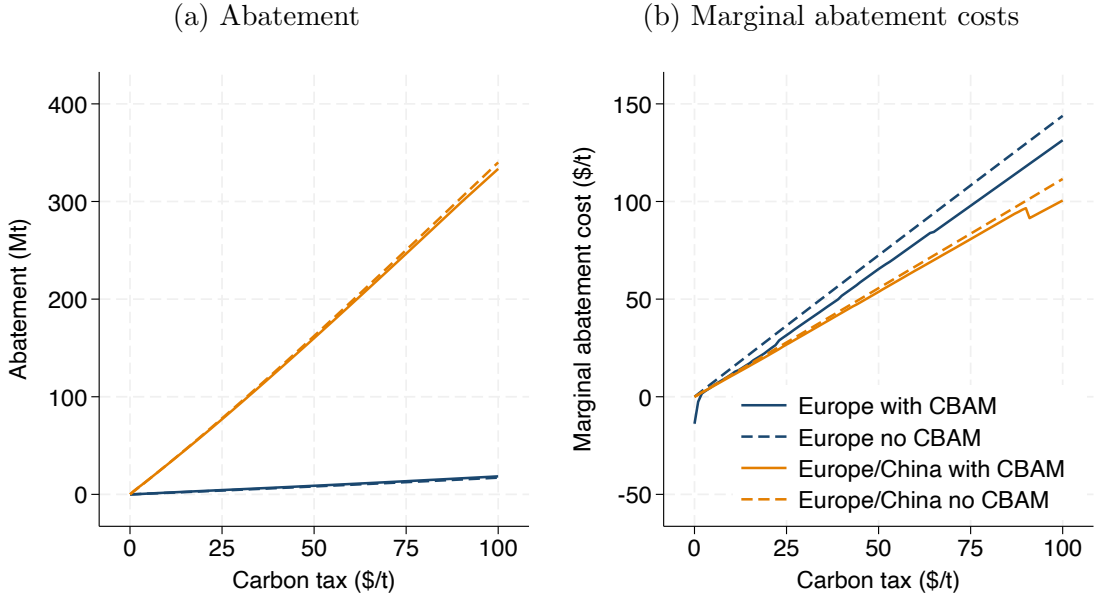 (a) Abatement
Abatement (Mt)
400
300
200
100
0
0 25 50 75 100
Carbon tax ($/t)
(b) Marginal abatement costs
Marginal abatement cost ($/t)
150
100
50
0
-50
Europe with CBAM
Europe no CBAM
Europe/China with CBAM
Europe/China no CBAM
0 25 50 75 100
Carbon tax ($/t)